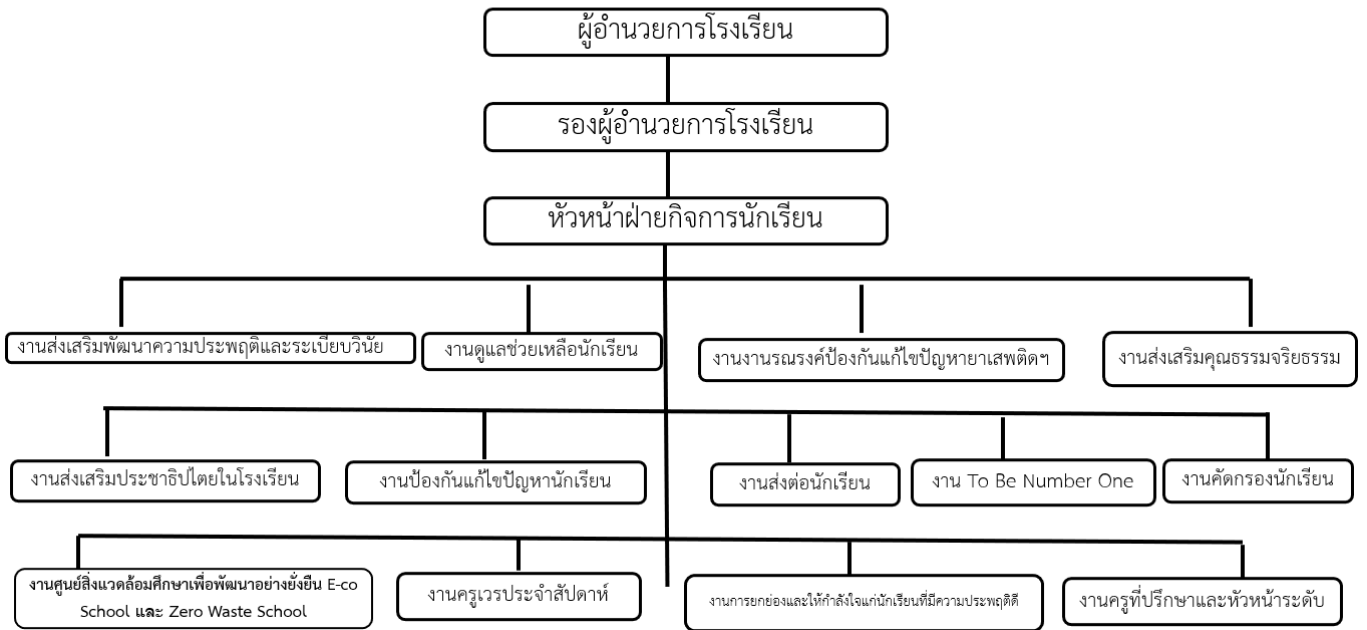 ผู้อำนวยการโรงเรียน
รองผู้อำนวยการโรงเรียน
หัวหน้าฝ่ายกิจการนักเรียน
งานส่งเสริมพัฒนาความประพฤติและระเบียบวินัย
งานดูแลช่วยเหลือนักเรียน
งานงานรณรงค์ป้องกันแก้ไขปัญหายาเสพติดฯ
งานส่งเสริมคุณธรรมจริยธรรม
งานส่งเสริมประชาธิปไตยในโรงเรียน
งานป้องกันแก้ไขปัญหานักเรียน
งานส่งต่อนักเรียน
งาน To Be Number One
งานคัดกรองนักเรียน
งานศูนย์สิ่งแวดล้อมศึกษาเพื่อพัฒนาอย่างยั่งยืน E-co
School และ Zero Waste School
งานครูเวรประจำสัปดาห์
งานการยกย่องและให้กำลังใจแก่นักเรียนที่มีความประพฤติดี
งานครูที่ปรึกษาและหัวหน้าระดับ